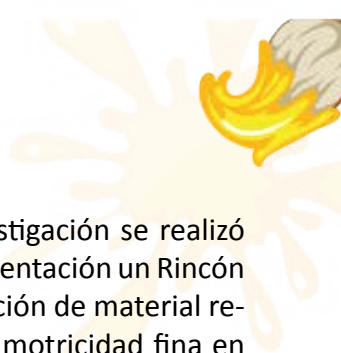 stigación se realizó
entación un Rincón
ción de material re-
motricidad fina en